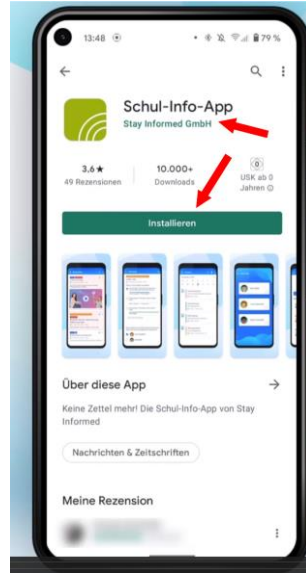 13:48
79 %
Schul-Info-App
Stay Informed GmbH
3,6★
49 Rezensionen
10.000+
Downloads
0
USK ab 0
Jahren
Installieren
Über diese App
Keine Zettel mehr! Die Schul-Info-App von Stay
Informed
Nachrichten & Zeitschriften
Meine Rezension